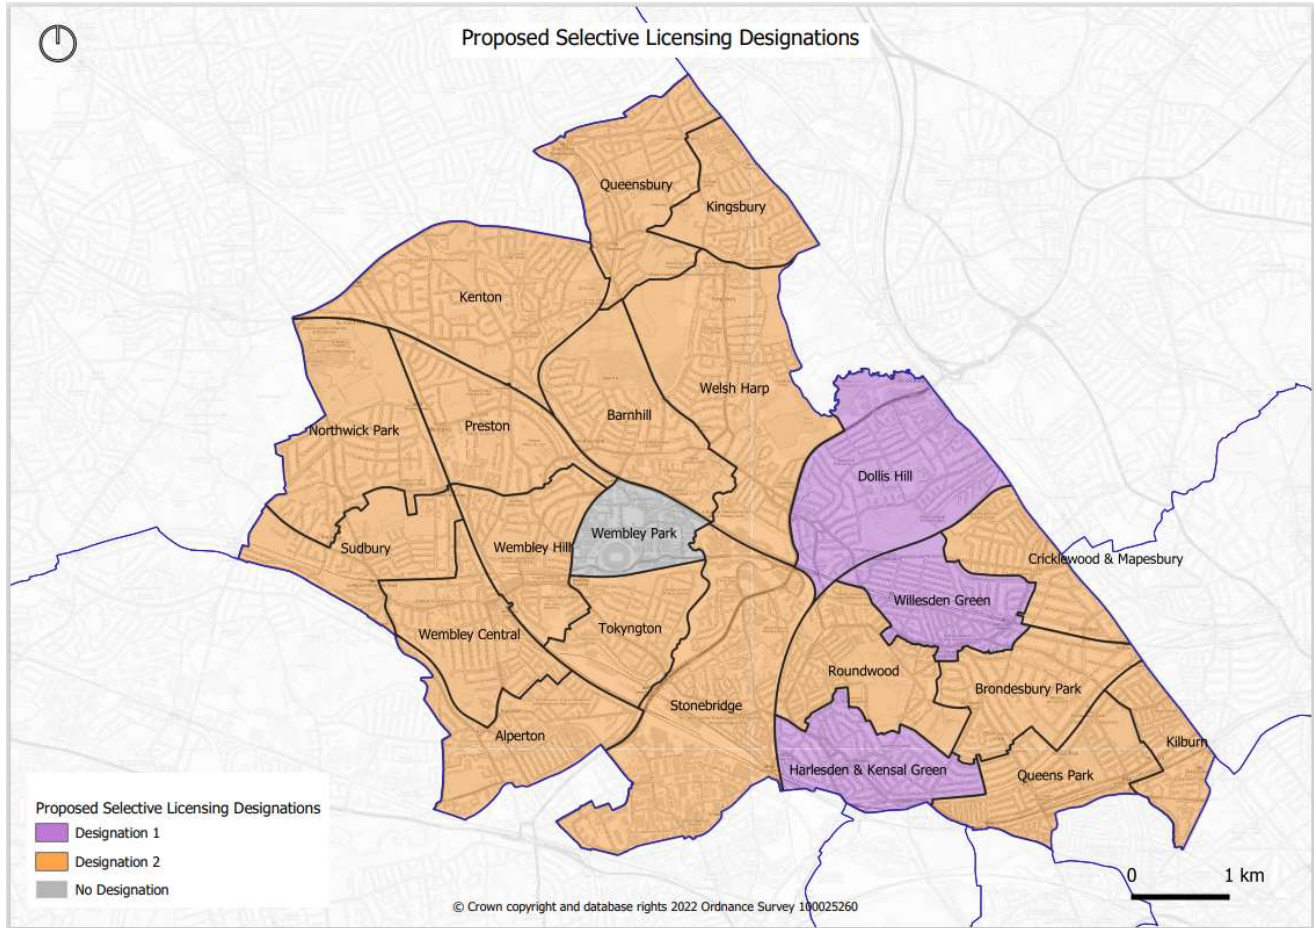 Proposed Selective Licensing Designations
Queensbury
Kingsbury
Kenton
Welsh Harp
Barnhill
Preston
Northwick Park
Dollis Hill
Wembley Park
Wembley Hill
Sudbury
Cricklewood & Mapesbury
Willesden Green
Tokyngton
Wembley Central
Roundwood
Brondesbury Park
Stonebridge
Alperton
Kilburn
Harlesden & Kensal Green
Queens Park
Proposed Selective Licensing Designations
Designation 1
Designation 2
No Designation
0 1 km
© Crown copyright and database rights 2022 Ordnance Survey 100025260